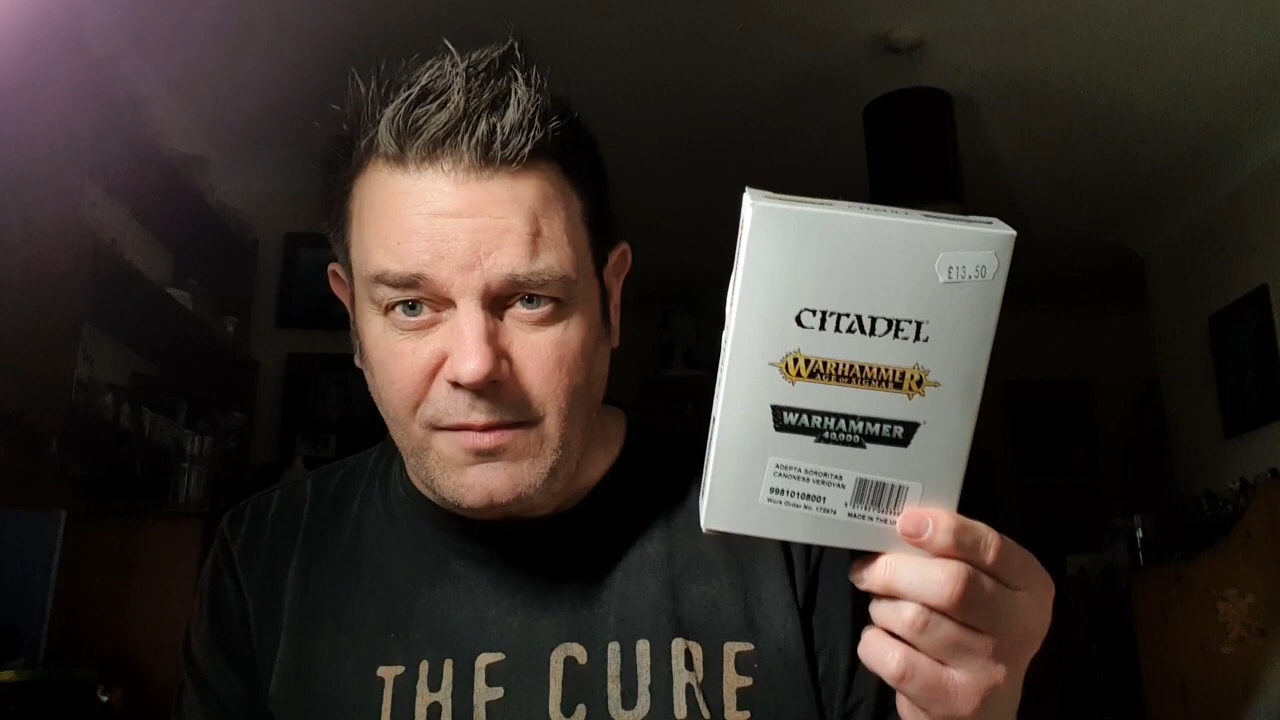 £13.50
CITADEL
WARHAMMER
AGE OF SIGMAR
WARHAMMER
40,000
ADEPTA SORORITAS
CANONESS VERIDYAN
99810108001
Work Order No:
MADE IN THE
THE CURE